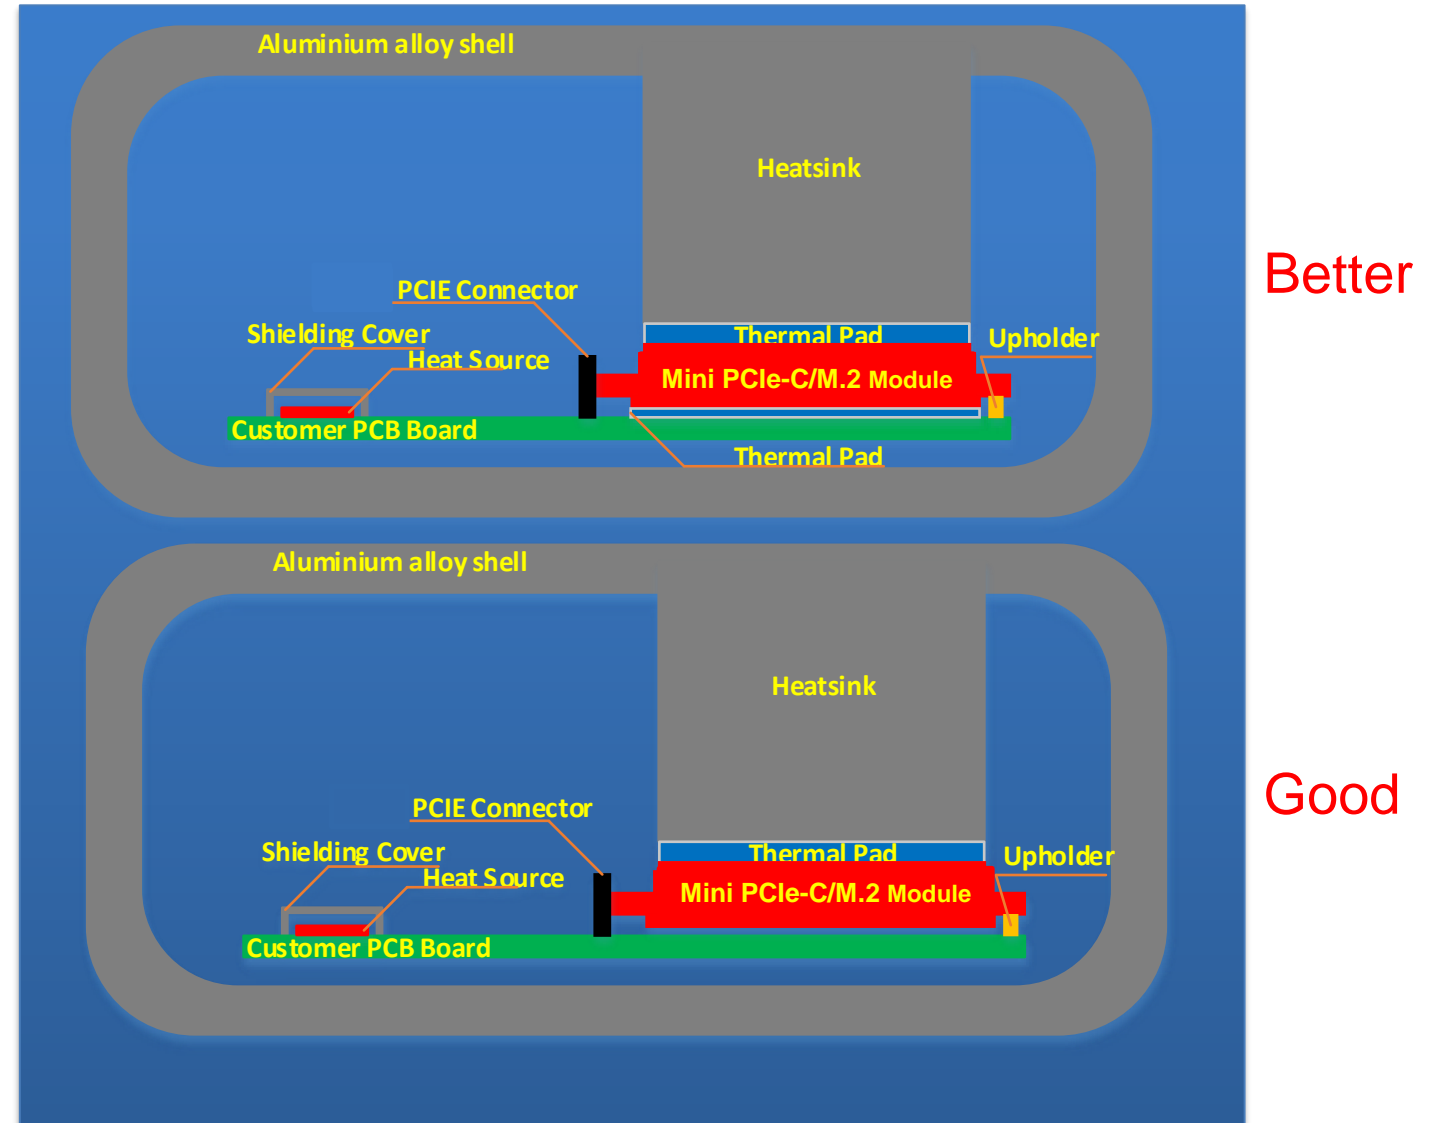 Aluminium alloy shell
Heatsink
Better
PCIE Connector
Shielding Cover
Thermal Pad
Upholder
Heat Source
Mini PCIe-C/M.2 Module
Customer PCB Board
Thermal Pad
Aluminium alloy shell
Heatsink
Good
PCIE Connector
Shielding Cover
Thermal Pad
Upholder
Heat Source
Mini PCIe-C/M.2 Module
Customer PCB Board